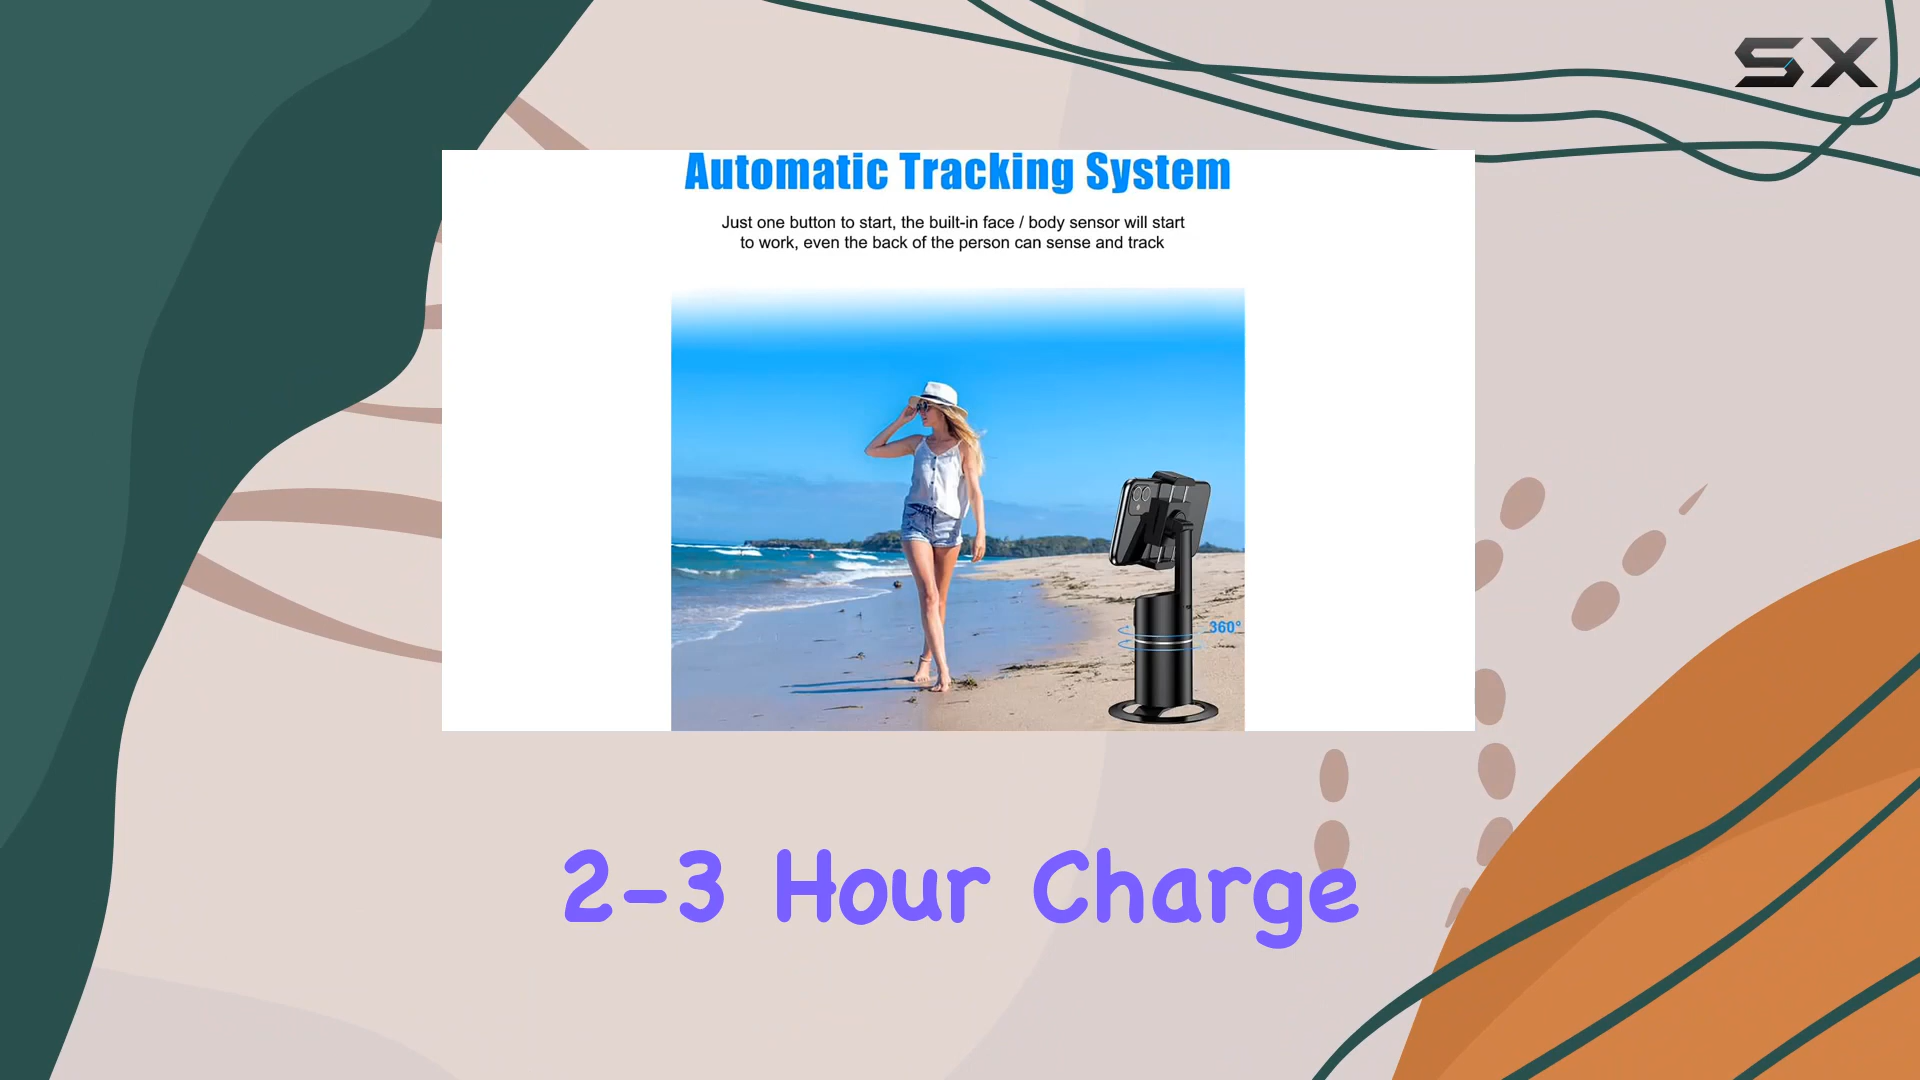 SX
Automatic Tracking System
Just one button to start, the built-in face / body sensor will start
to work, even the back of the person can sense and track
360°
2-3 Hour Charge